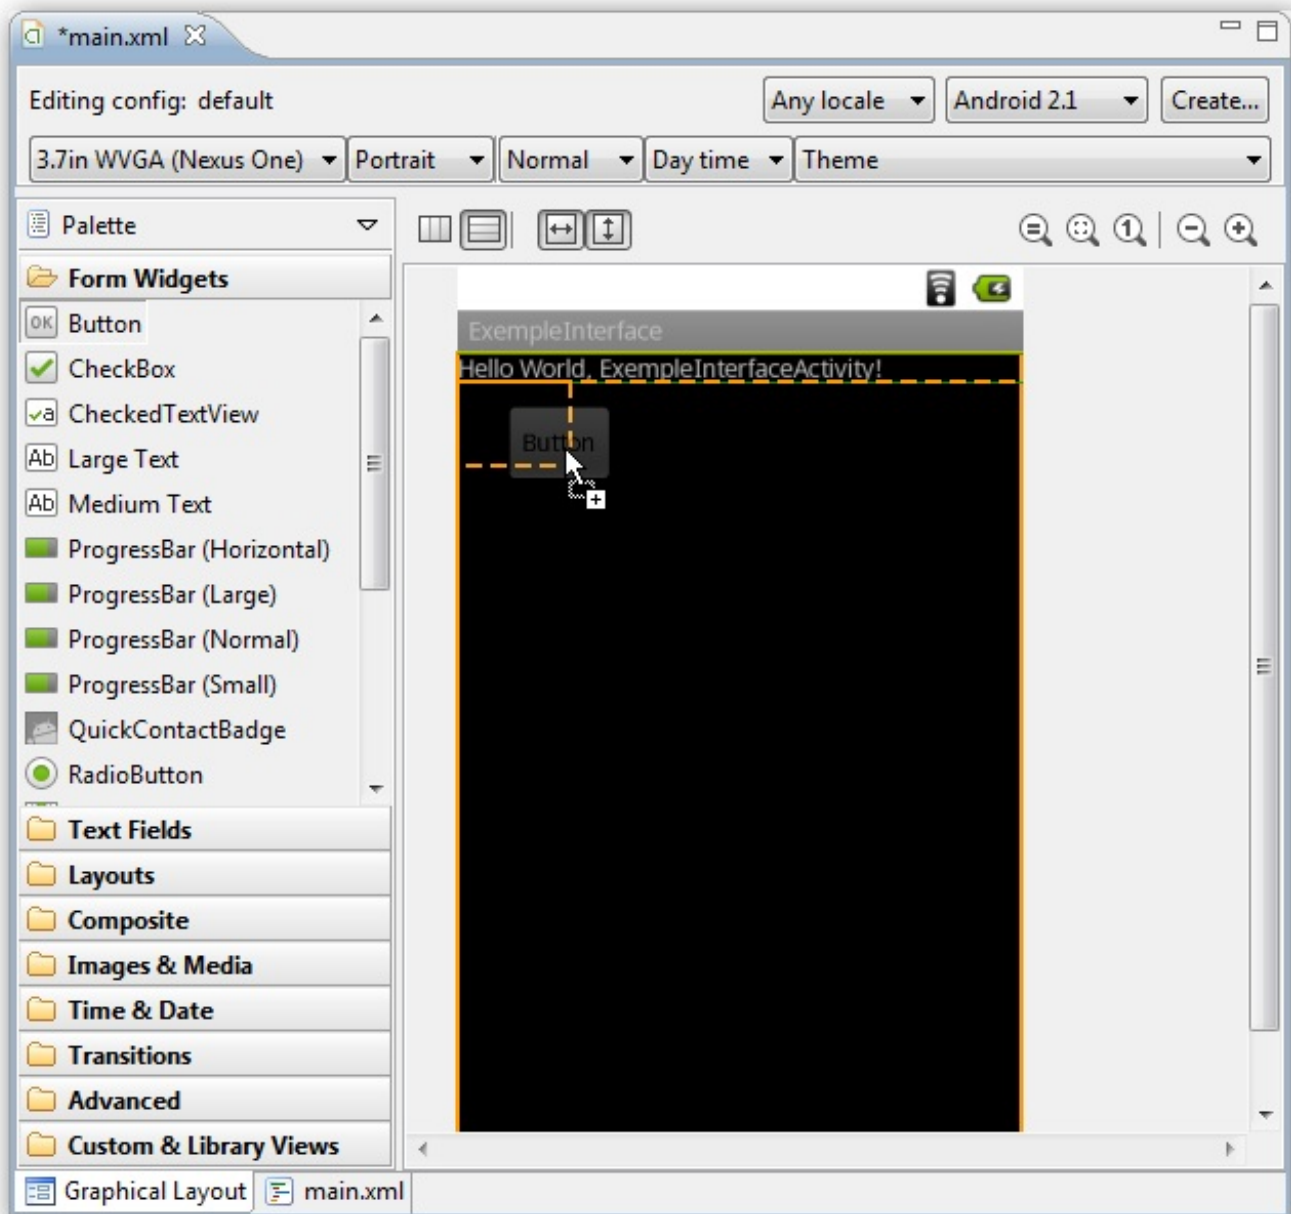 *main.xml
Editing config: default
Any locale
Android 2.1
Create...
3.7in WVGA (Nexus One)
Portrait
Normal
Day time
Theme
Palette
Form Widgets
OK Button
CheckBox
a CheckedTextView
Ab Large Text
Ab Medium Text
ProgressBar (Horizontal)
ProgressBar (Large)
ProgressBar (Normal)
ProgressBar (Small)
QuickContactBadge
RadioButton
Text Fields
Layouts
Composite
Images & Media
Time & Date
Transitions
Advanced
Custom & Library Views
1
ExempleInterface
Hello World, ExempleInterfaceActivity!
Button
Graphical Layout
main.xml